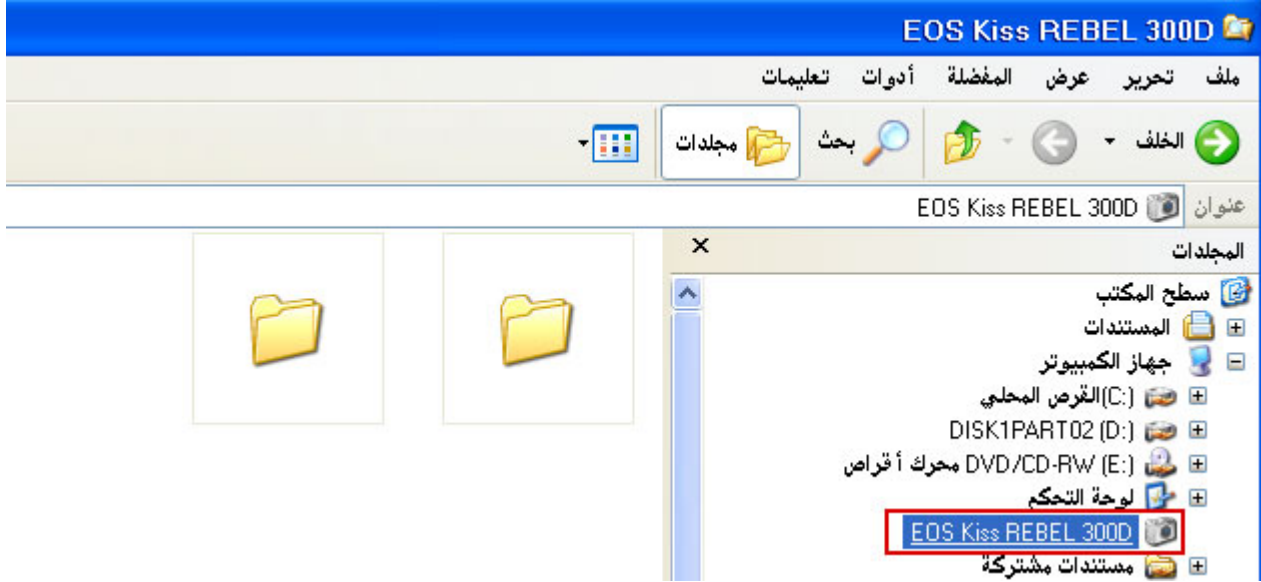 EOS Kiss REBEL 300D
ملف تحرير عرض المفضلة أدوات تعليمات
الخلف بحث مجلدات
عنوان EOS Kiss REBEL 300D
المجلدات
سطح المكتب
المستندات
جهاز الكمبيوتر
القرص المحلي(C:)
DISK1PART02 (D:)
محرك أقراص DVD/CD-RW (E:)
لوحة التحكم
EOS Kiss REBEL 300D
مستندات مشتركة